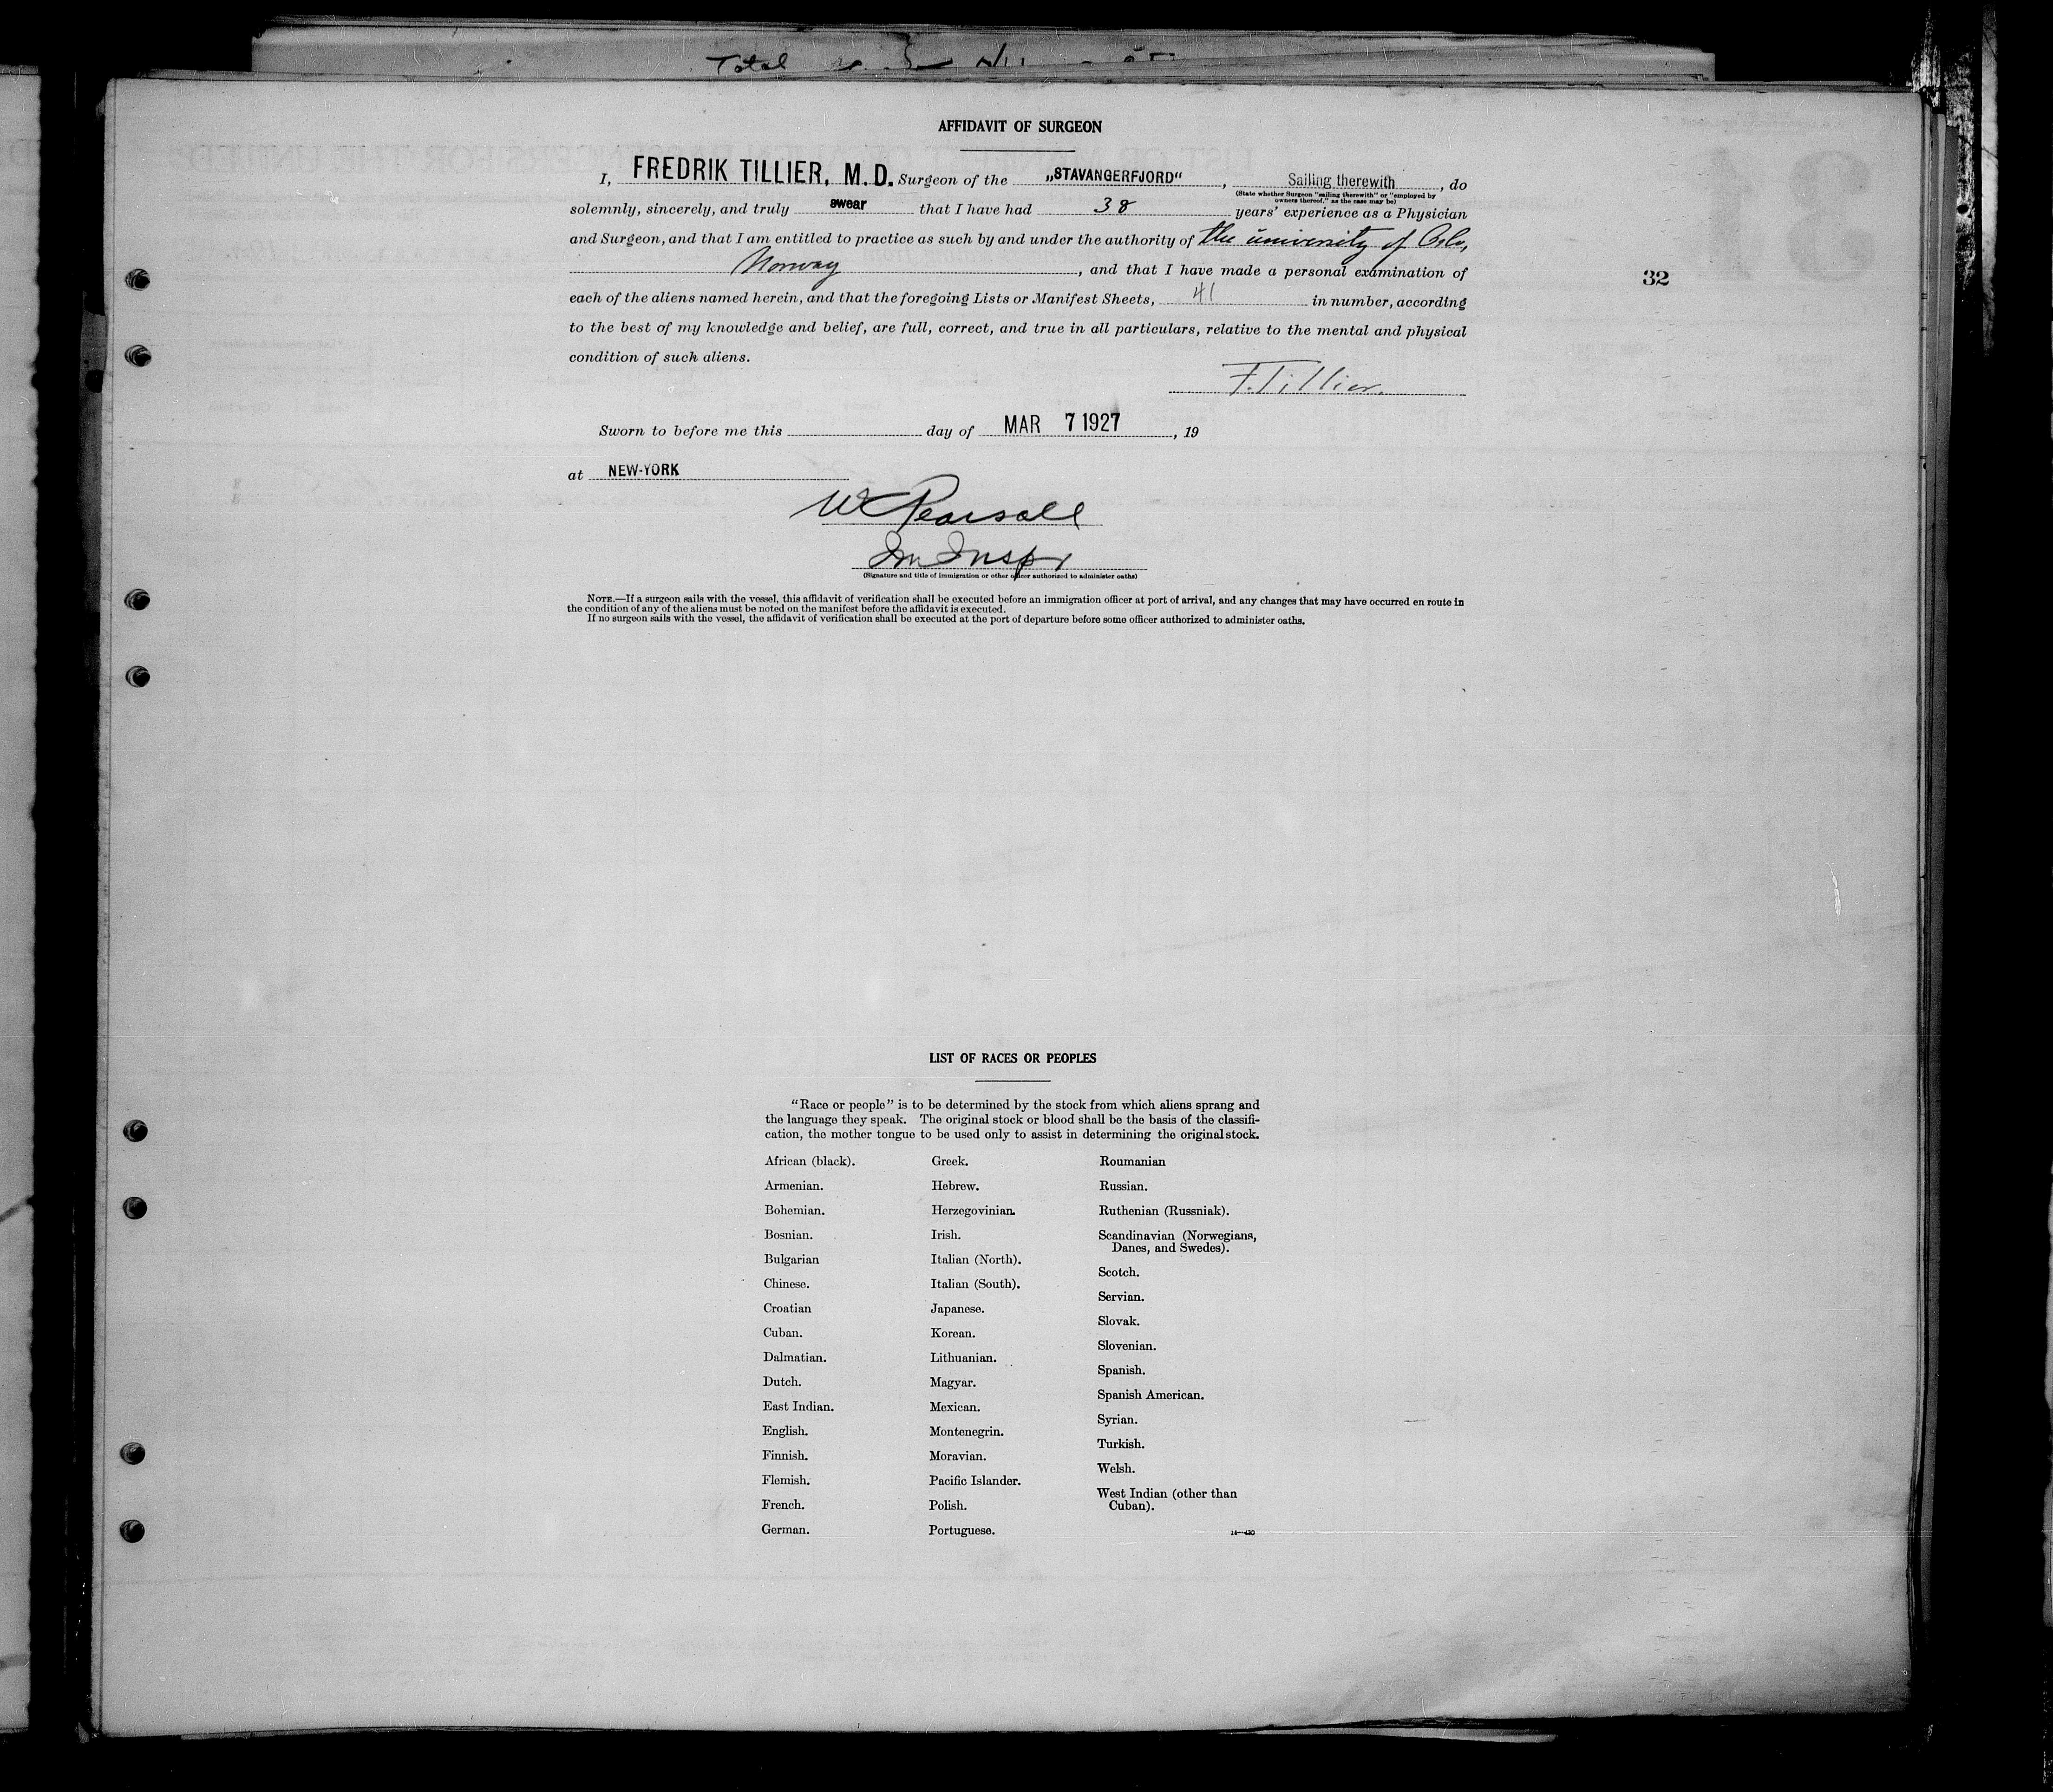 Total
AFFIDAVIT OF SURGEON
I, FREDRIK TILLIER, M.D. Surgeon of the „STAVANGERFJORD“, Sailing therewith, do
(State whether Surgeon "sailing therewith" or "employed by
owners thereof," as the case may be)
solemnly, sincerely, and truly swear that I have had 38 years' experience as a Physician
and Surgeon, and that I am entitled to practice as such by and under the authority of the university of Oslo,
Norway, and that I have made a personal examination of
32
each of the aliens named herein, and that the foregoing Lists or Manifest Sheets, 41 in number, according
to the best of my knowledge and belief, are full, correct, and true in all particulars, relative to the mental and physical
condition of such aliens.
F. Tillier.
Sworn to before me this day of MAR 7 1927, 19
at NEW-YORK
W Pearsall
Im Inspr
(Signature and title of immigration or other officer authorized to administer oaths)
NOTE.—If a surgeon sails with the vessel, this affidavit of verification shall be executed before an immigration officer at port of arrival, and any changes that may have occurred en route in
the condition of any of the aliens must be noted on the manifest before the affidavit is executed.
If no surgeon sails with the vessel, the affidavit of verification shall be executed at the port of departure before some officer authorized to administer oaths.
LIST OF RACES OR PEOPLES
"Race or people" is to be determined by the stock from which aliens sprang and
the language they speak. The original stock or blood shall be the basis of the classifi-
cation, the mother tongue to be used only to assist in determining the original stock.
African (black).
Armenian.
Bohemian.
Bosnian.
Bulgarian
Chinese.
Croatian
Cuban.
Dalmatian.
Dutch.
East Indian.
English.
Finnish.
Flemish.
French.
German.
Greek.
Hebrew.
Herzegovinian.
Irish.
Italian (North).
Italian (South).
Japanese.
Korean.
Lithuanian.
Magyar.
Mexican.
Montenegrin.
Moravian.
Pacific Islander.
Polish.
Portuguese.
Roumanian
Russian.
Ruthenian (Russniak).
Scandinavian (Norwegians,
Danes, and Swedes).
Scotch.
Servian.
Slovak.
Slovenian.
Spanish.
Spanish American.
Syrian.
Turkish.
Welsh.
West Indian (other than
Cuban).
14—430